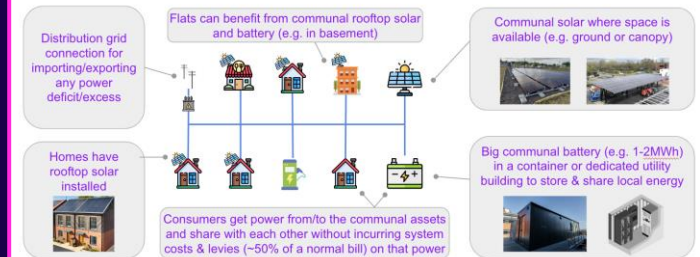 Distribution grid
connection for
importing/exporting
any power
deficit/excess
Flats can benefit from communal rooftop solar
and battery (e.g. in basement)
Communal solar where space is
available (e.g. ground or canopy)
Homes have
rooftop solar
installed
Consumers get power from/to the communal assets
and share with each other without incurring system
costs & levies (~50% of a normal bill) on that power
Big communal battery (e.g. 1-2MWh)
in a container or dedicated utility
building to store & share local energy